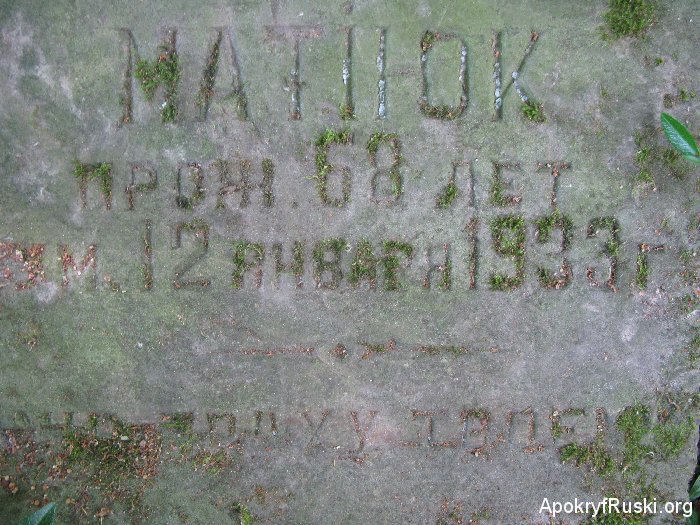 МАТІЮК
ПРОЖ. 68 ЛЕТ
УМ. 12 ЯНВАРЯ 1933 Г
ApokryfRuski.org